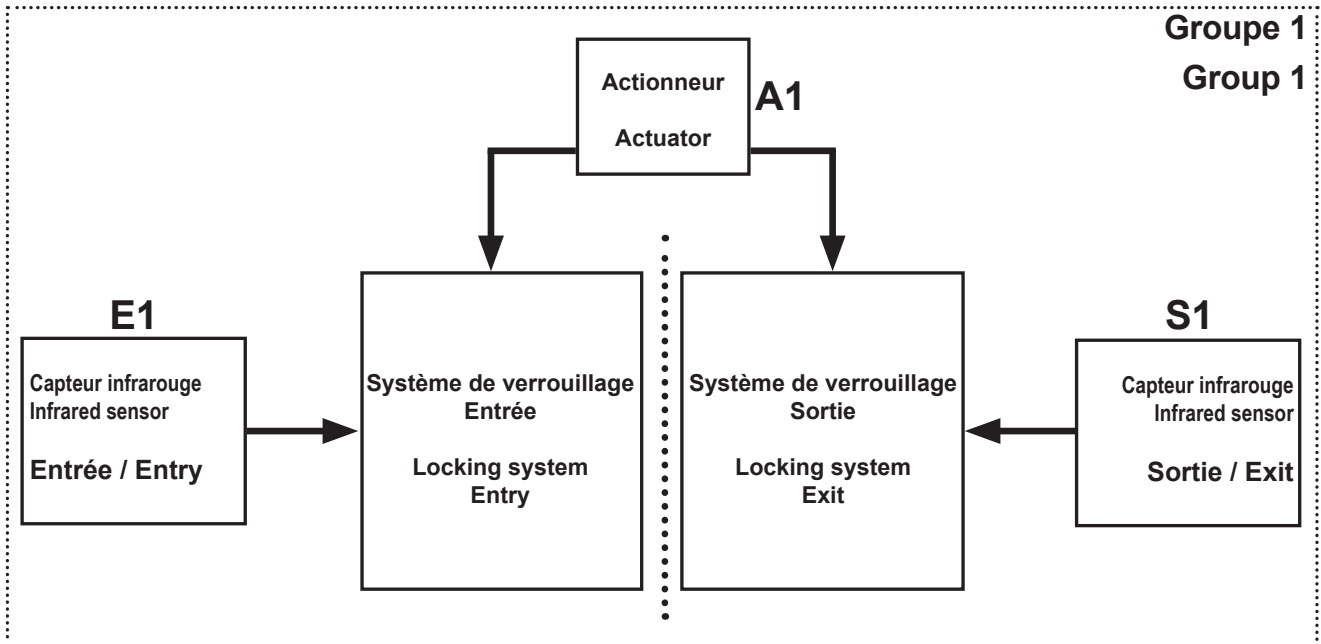 Groupe 1
Group 1
Actionneur
Actuator
A1
E1
Capteur infrarouge
Infrared sensor
Entrée / Entry
Système de verrouillage
Entrée
Locking system
Entry
Système de verrouillage
Sortie
Locking system
Exit
S1
Capteur infrarouge
Infrared sensor
Sortie / Exit